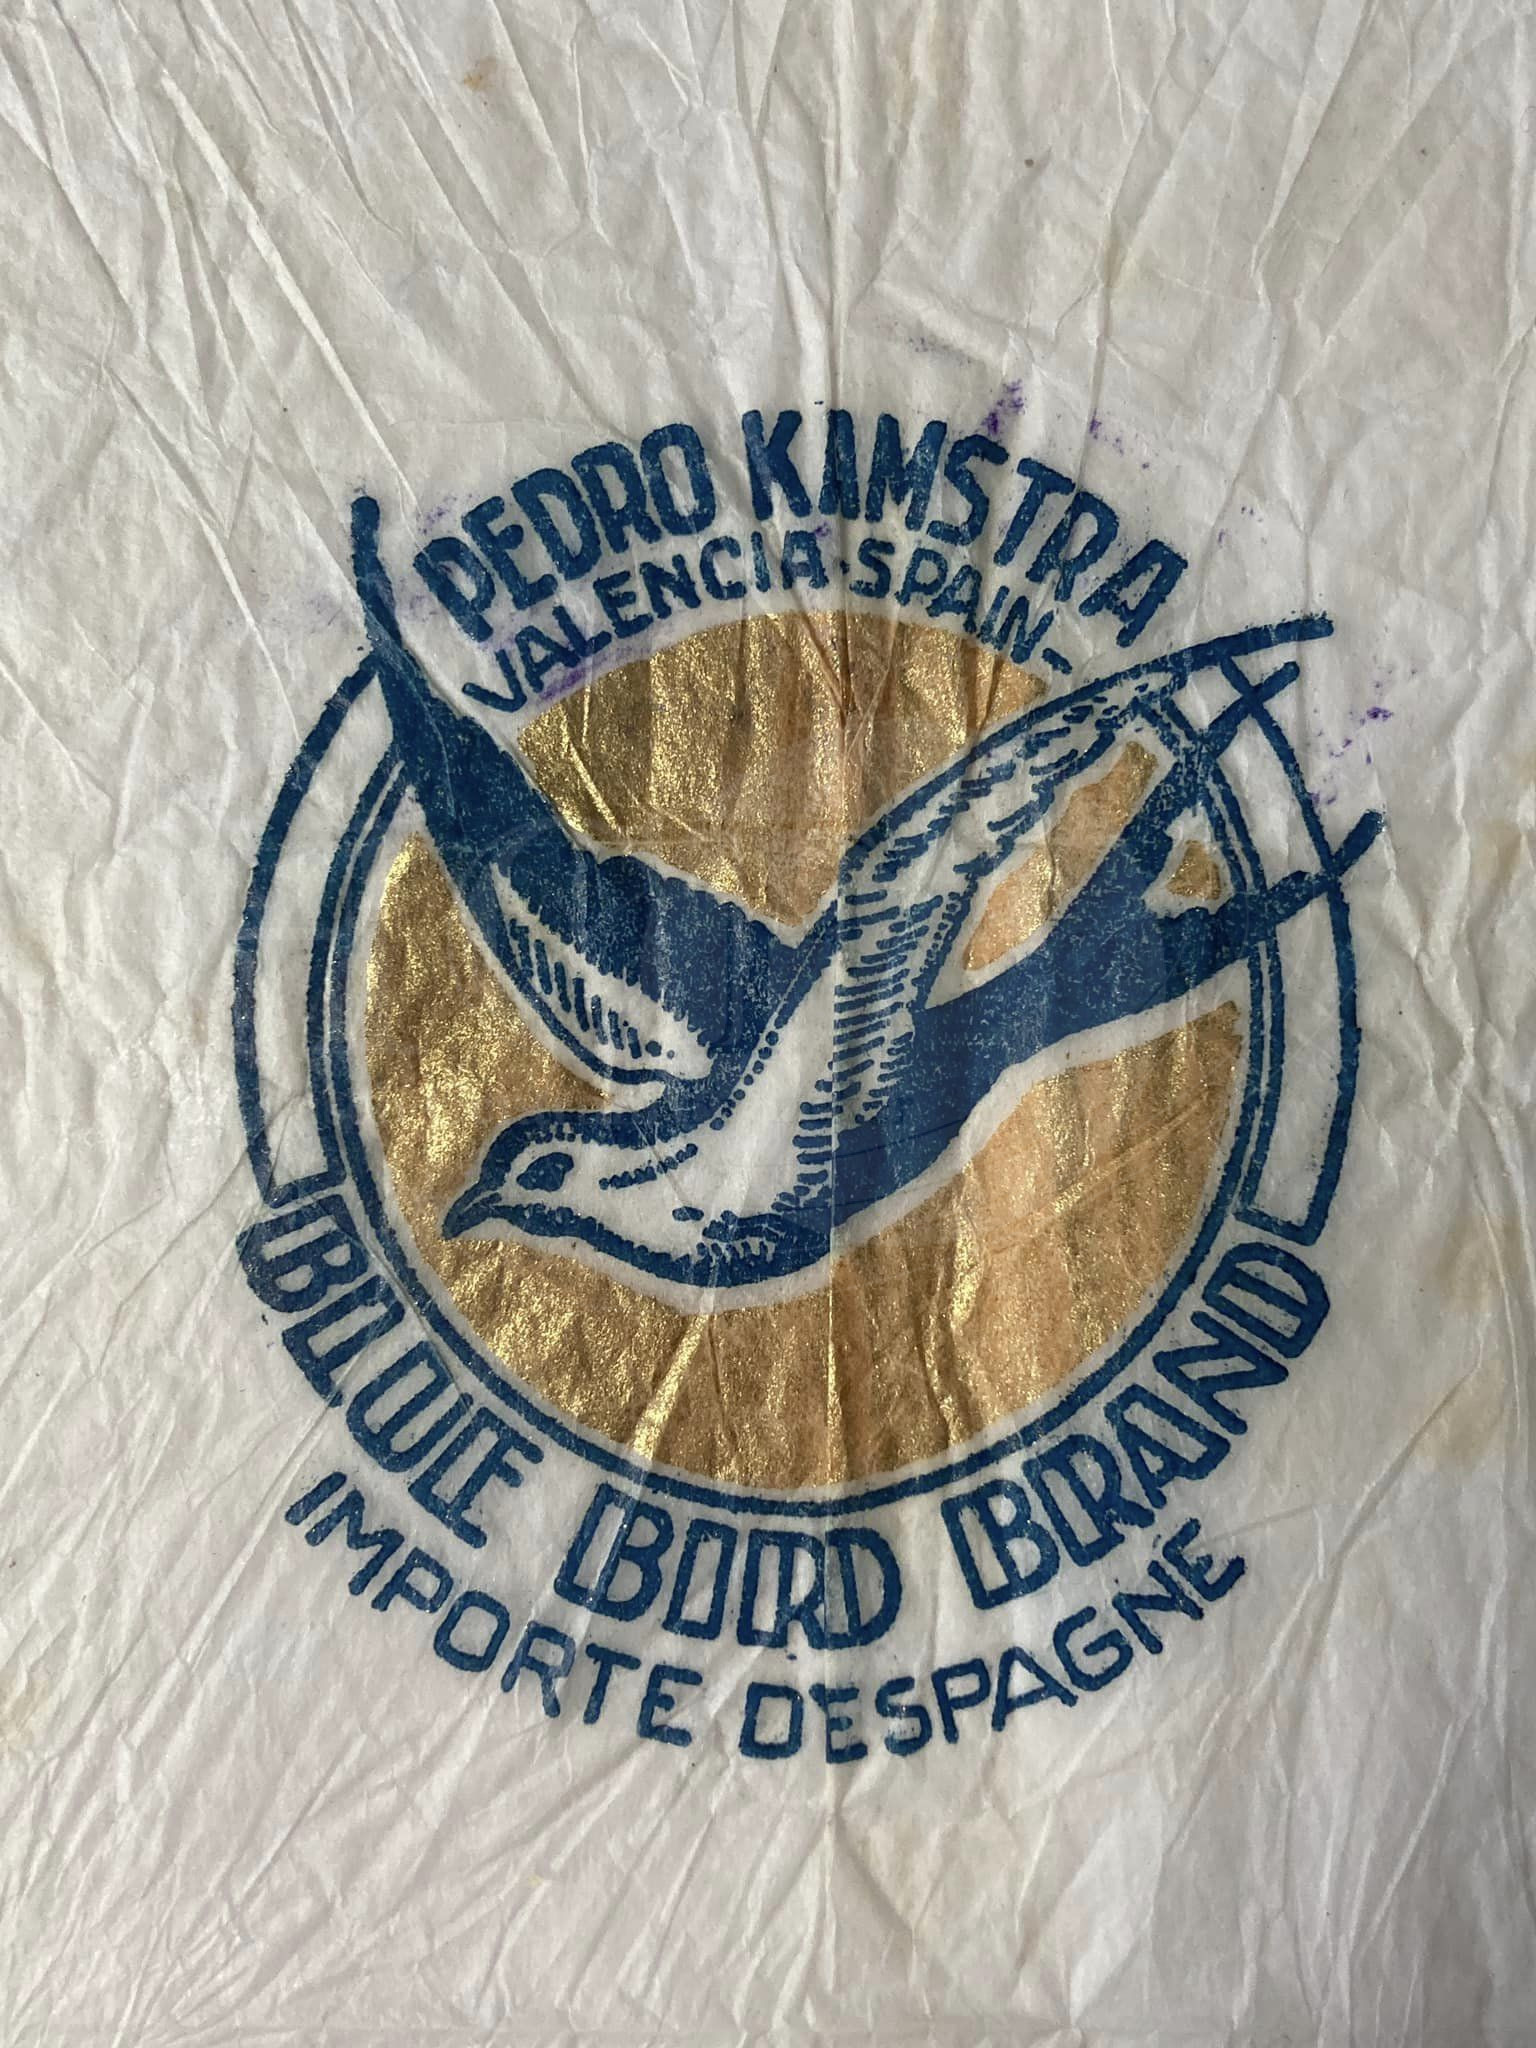 PEDRO KAMSTRA
VALENCIA-SPAIN-
BLUE BIRD BRAND
IMPORTE D'ESPAGNE